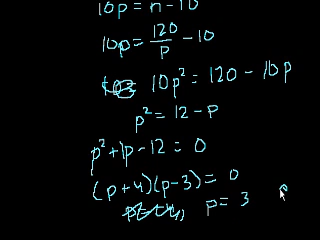 10p = n - 10
10p = 120/p - 10
10p² = 120 - 10p
p² = 12 - p
p² + 1p - 12 = 0
(p + 4)(p - 3) = 0
p = 3